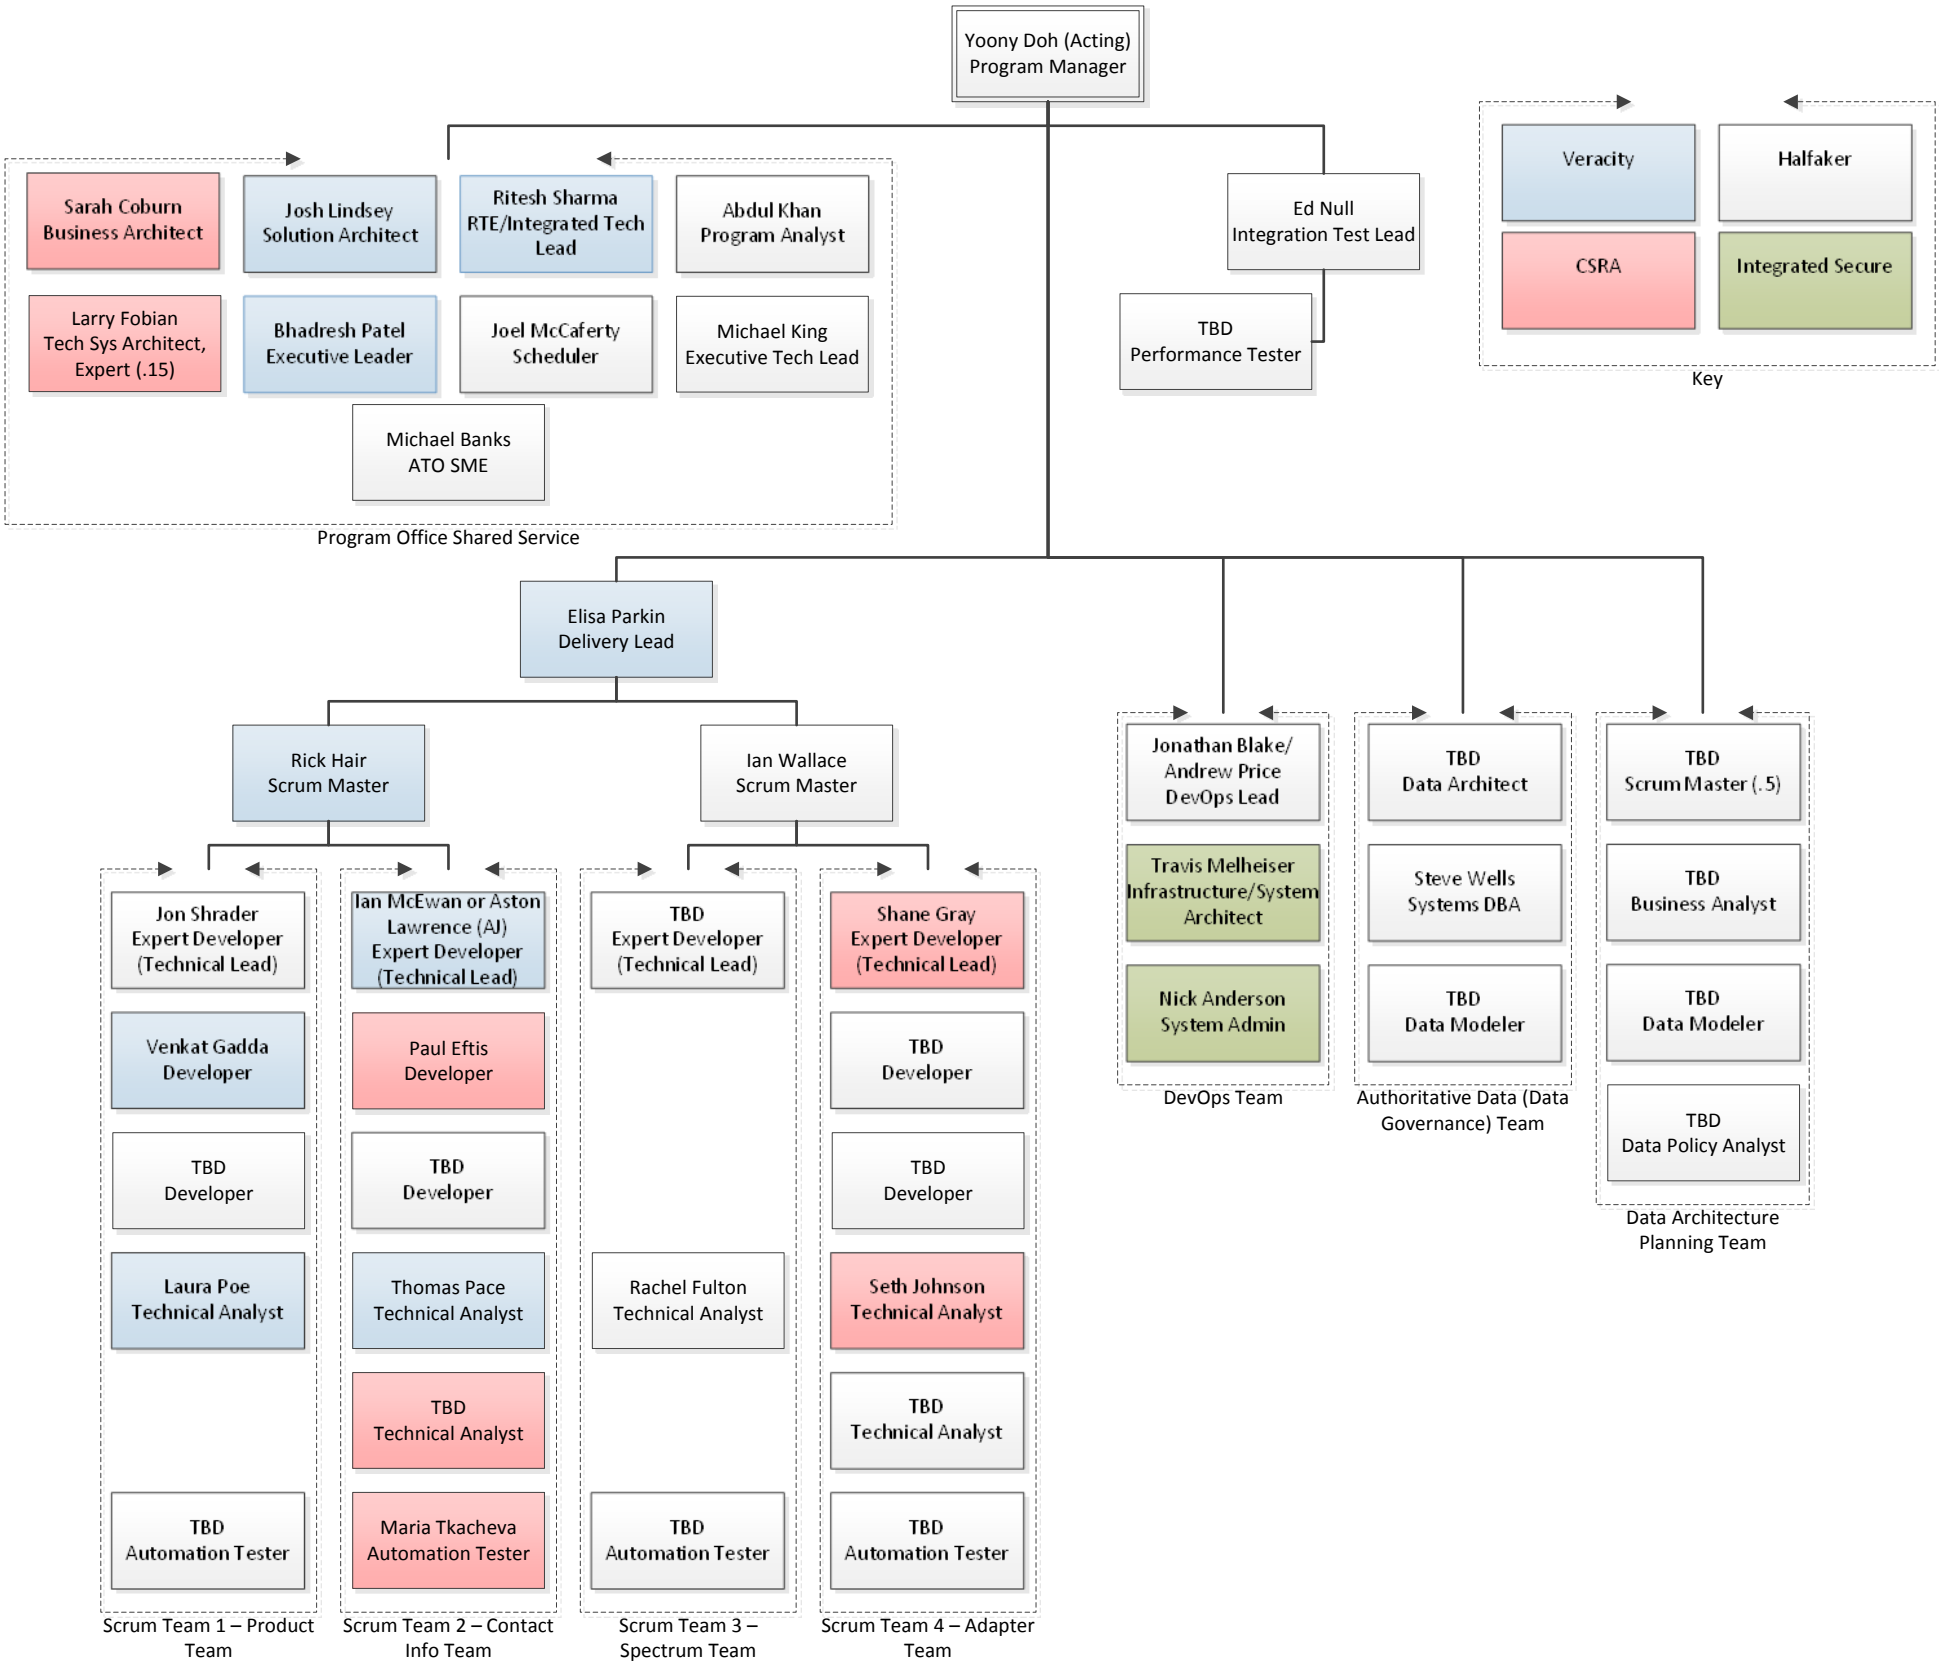 Yoony Doh (Acting)
Program Manager
Veracity
Halfaker
CSRA
Integrated Secure
Key
Sarah Coburn
Business Architect
Josh Lindsey
Solution Architect
Ritesh Sharma
RTE/Integrated Tech
Lead
Abdul Khan
Program Analyst
Larry Fobian
Tech Sys Architect,
Expert (.15)
Bhadresh Patel
Executive Leader
Joel McCaferty
Scheduler
Michael King
Executive Tech Lead
Michael Banks
ATO SME
Program Office Shared Service
Ed Null
Integration Test Lead
TBD
Performance Tester
Elisa Parkin
Delivery Lead
Rick Hair
Scrum Master
Ian Wallace
Scrum Master
Jon Shrader
Expert Developer
(Technical Lead)
Venkat Gadda
Developer
TBD
Developer
Laura Poe
Technical Analyst
TBD
Automation Tester
Scrum Team 1 – Product
Team
Ian McEwan or Aston
Lawrence (AJ)
Expert Developer
(Technical Lead)
Paul Eftis
Developer
TBD
Developer
Thomas Pace
Technical Analyst
TBD
Technical Analyst
Maria Tkacheva
Automation Tester
Scrum Team 2 – Contact
Info Team
TBD
Expert Developer
(Technical Lead)
Rachel Fulton
Technical Analyst
TBD
Automation Tester
Scrum Team 3 –
Spectrum Team
Shane Gray
Expert Developer
(Technical Lead)
TBD
Developer
TBD
Developer
Seth Johnson
Technical Analyst
TBD
Technical Analyst
TBD
Automation Tester
Scrum Team 4 – Adapter
Team
Jonathan Blake/
Andrew Price
DevOps Lead
Travis Melheiser
Infrastructure/System
Architect
Nick Anderson
System Admin
DevOps Team
TBD
Data Architect
Steve Wells
Systems DBA
TBD
Data Modeler
Authoritative Data (Data
Governance) Team
TBD
Scrum Master (.5)
TBD
Business Analyst
TBD
Data Modeler
TBD
Data Policy Analyst
Data Architecture
Planning Team